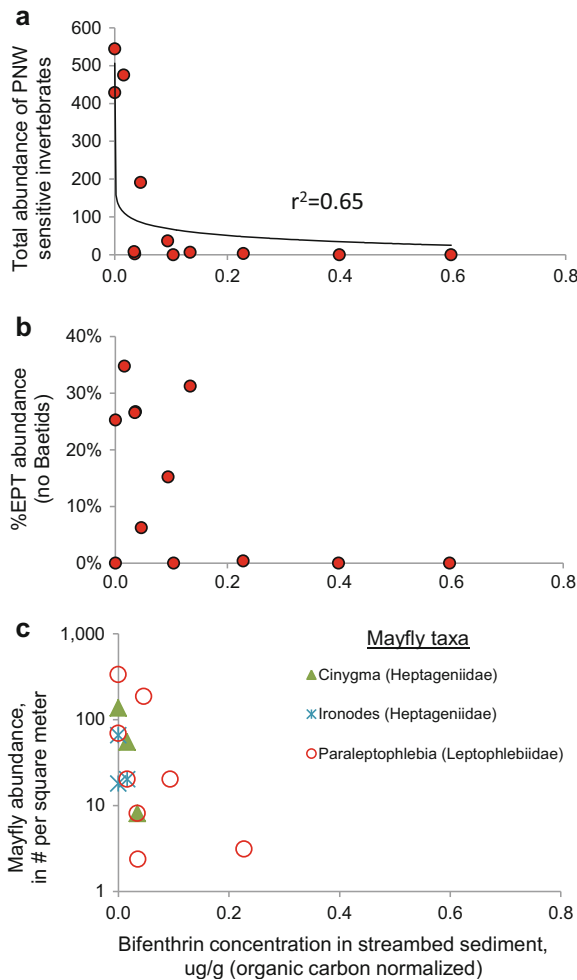 a
Total abundance of PNW
sensitive invertebrates
600
500
400
300
200
100
0
r²=0.65
0.0 0.2 0.4 0.6 0.8
b
%EPT abundance
(no Baetids)
40%
30%
20%
10%
0%
0.0 0.2 0.4 0.6 0.8
c
Mayfly abundance,
in # per square meter
1,000
100
10
1
Mayfly taxa
Cinygma (Heptageniidae)
Ironodes (Heptageniidae)
Paraleptophlebia (Leptophlebiidae)
0.0 0.2 0.4 0.6 0.8
Bifenthrin concentration in streambed sediment,
ug/g (organic carbon normalized)